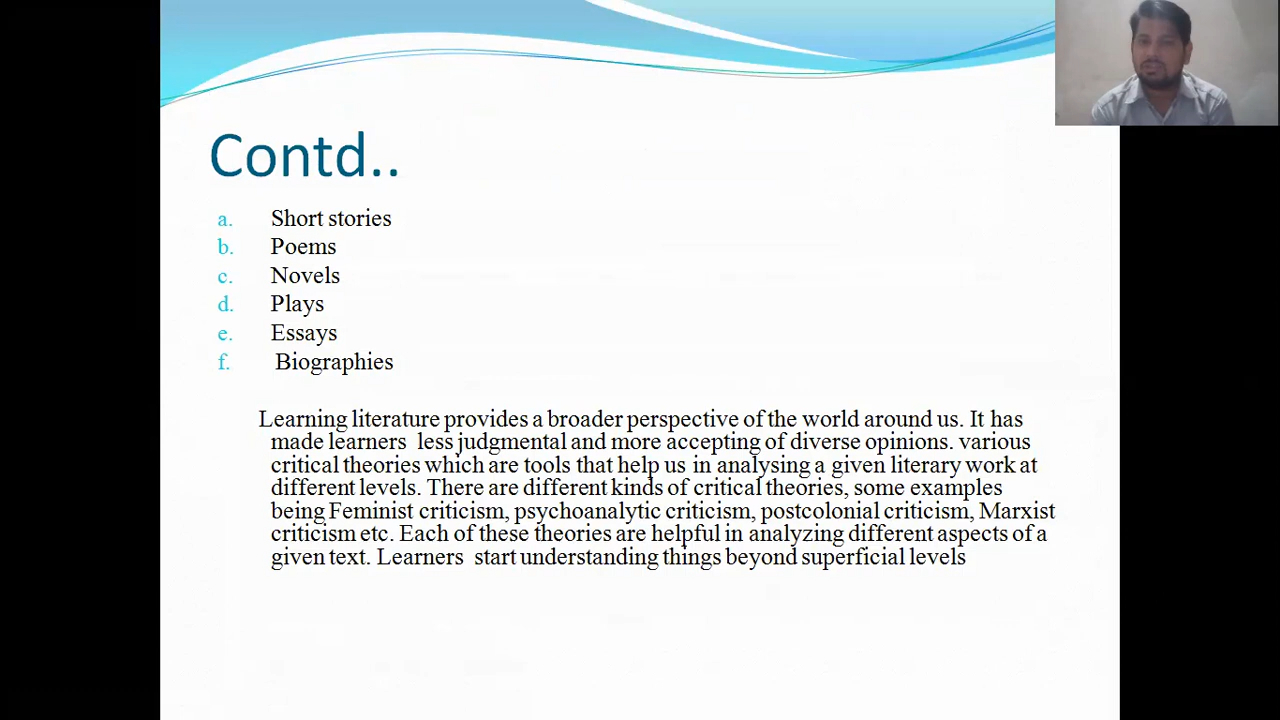 Contd..
a. Short stories
b. Poems
c. Novels
d. Plays
e. Essays
f. Biographies
Learning literature provides a broader perspective of the world around us. It has
made learners less judgmental and more accepting of diverse opinions. various
critical theories which are tools that help us in analysing a given literary work at
different levels. There are different kinds of critical theories, some examples
being Feminist criticism, psychoanalytic criticism, postcolonial criticism, Marxist
criticism etc. Each of these theories are helpful in analyzing different aspects of a
given text. Learners start understanding things beyond superficial levels